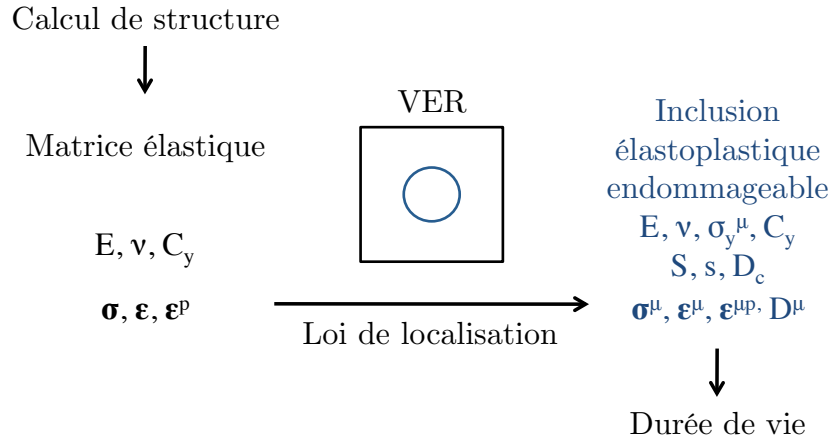 Calcul de structure
VER
Matrice élastique
E, ν, C_y
σ, ε, ε^p
Loi de localisation
Inclusion
élastoplastique
endommageable
E, ν, σ_y^μ, C_y
S, s, D_c
σ^μ, ε^μ, ε^μp, D^μ
Durée de vie